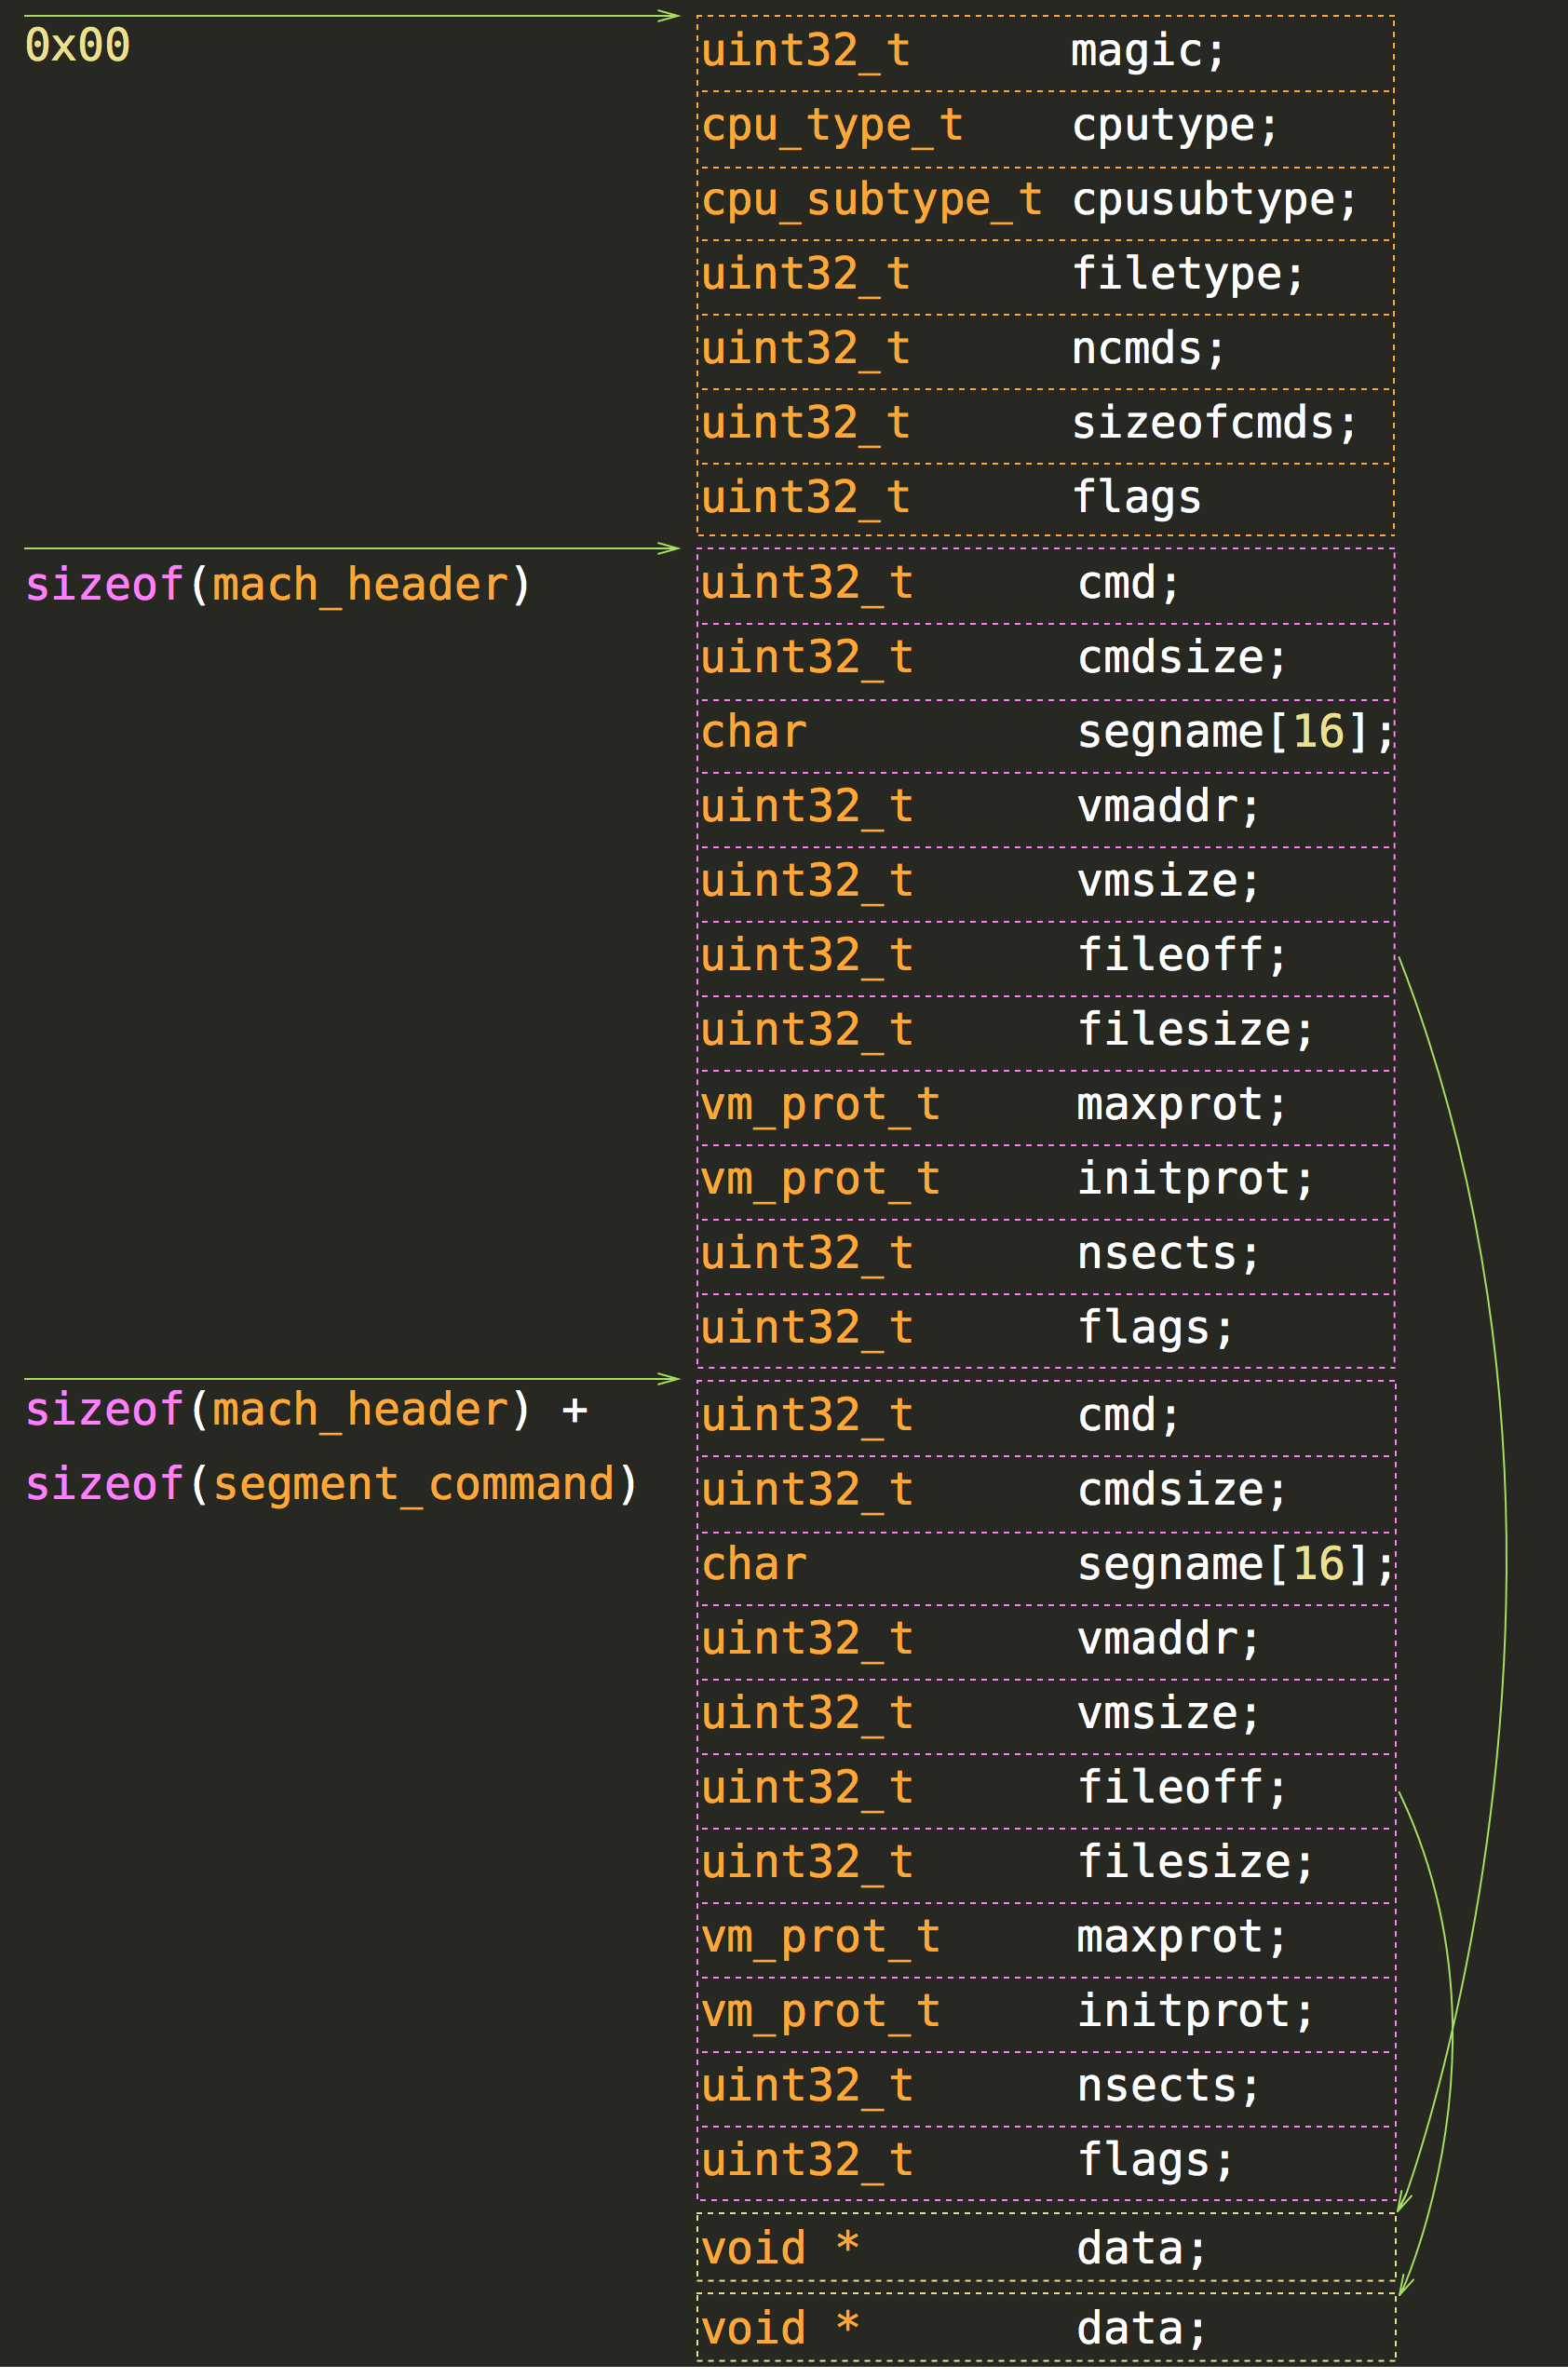 0x00
uint32_t magic;
cpu_type_t cputype;
cpu_subtype_t cpusubtype;
uint32_t filetype;
uint32_t ncmds;
uint32_t sizeofcmds;
uint32_t flags
sizeof(mach_header)
uint32_t cmd;
uint32_t cmdsize;
char segname[16];
uint32_t vmaddr;
uint32_t vmsize;
uint32_t fileoff;
uint32_t filesize;
vm_prot_t maxprot;
vm_prot_t initprot;
uint32_t nsects;
uint32_t flags;
sizeof(mach_header) +
sizeof(segment_command)
uint32_t cmd;
uint32_t cmdsize;
char segname[16];
uint32_t vmaddr;
uint32_t vmsize;
uint32_t fileoff;
uint32_t filesize;
vm_prot_t maxprot;
vm_prot_t initprot;
uint32_t nsects;
uint32_t flags;
void * data;
void * data;